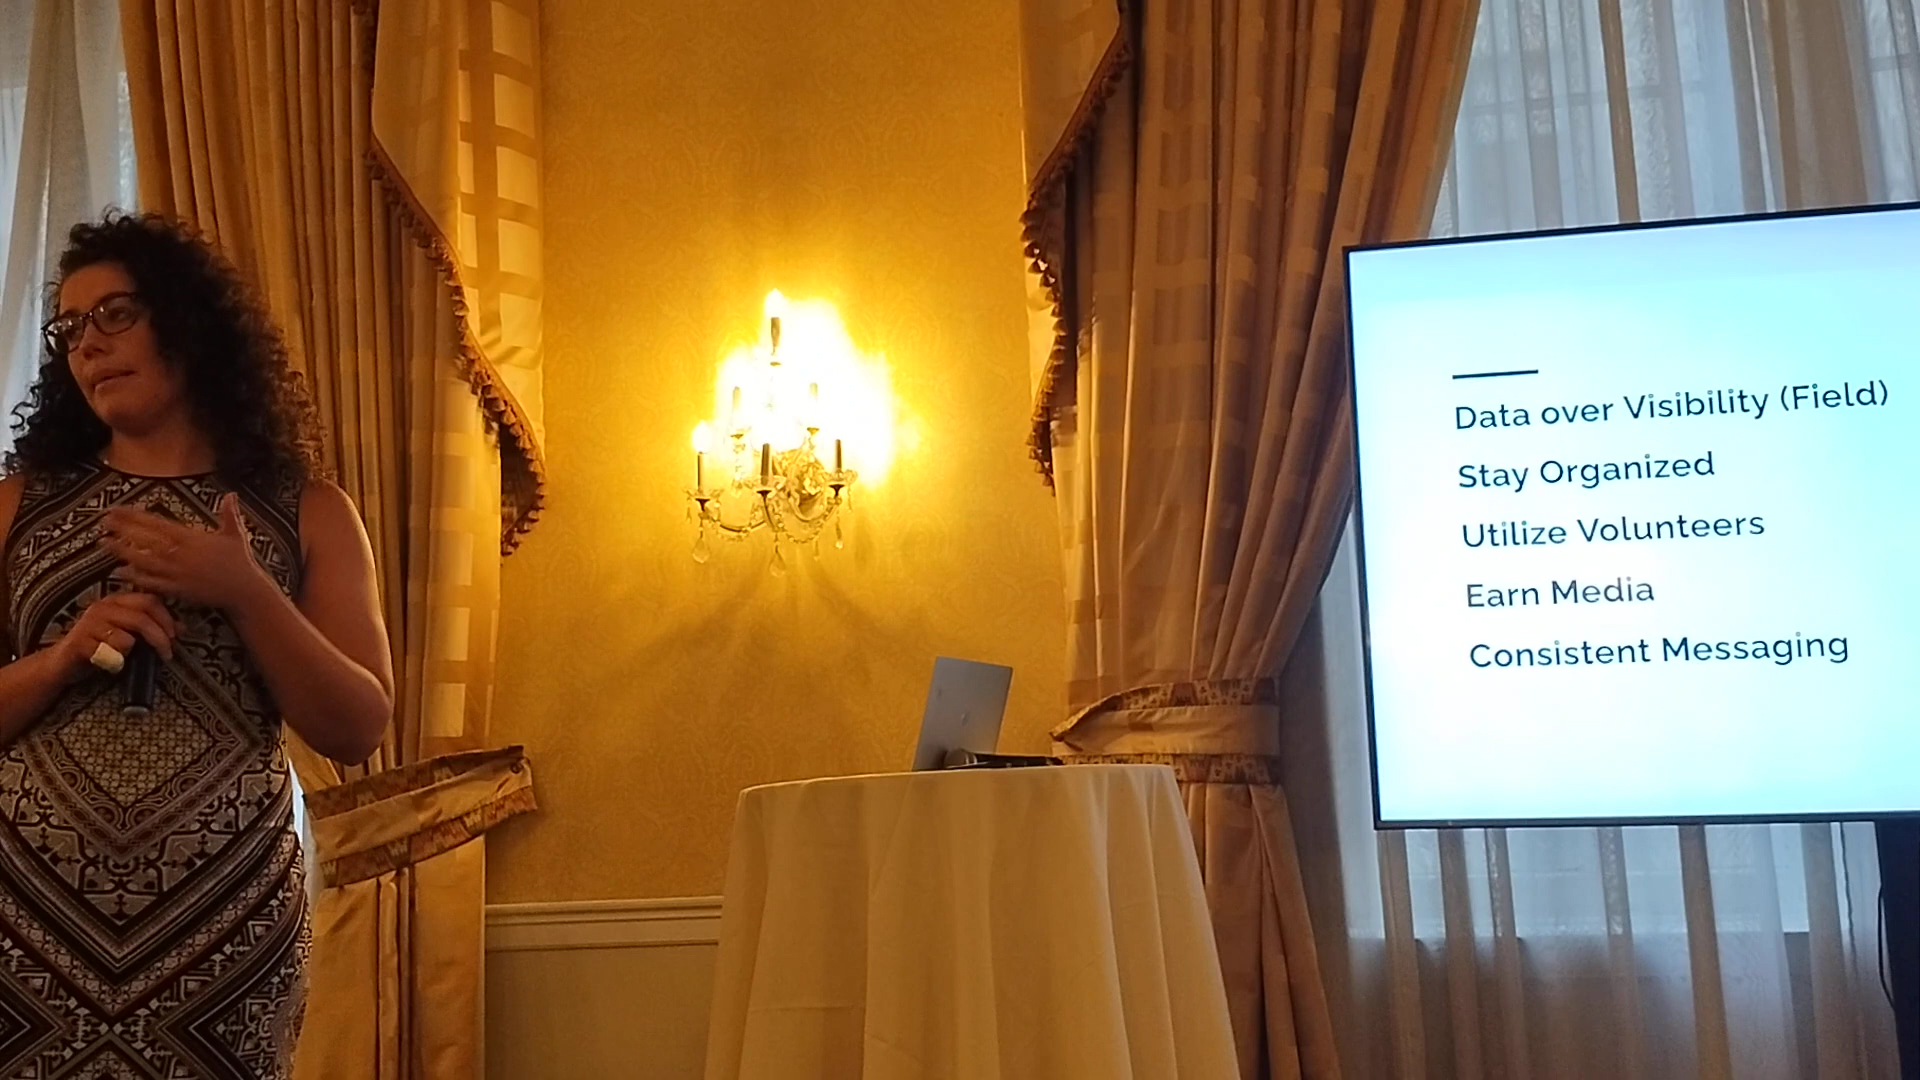 Data over Visibility (Field)
Stay Organized
Utilize Volunteers
Earn Media
Consistent Messaging